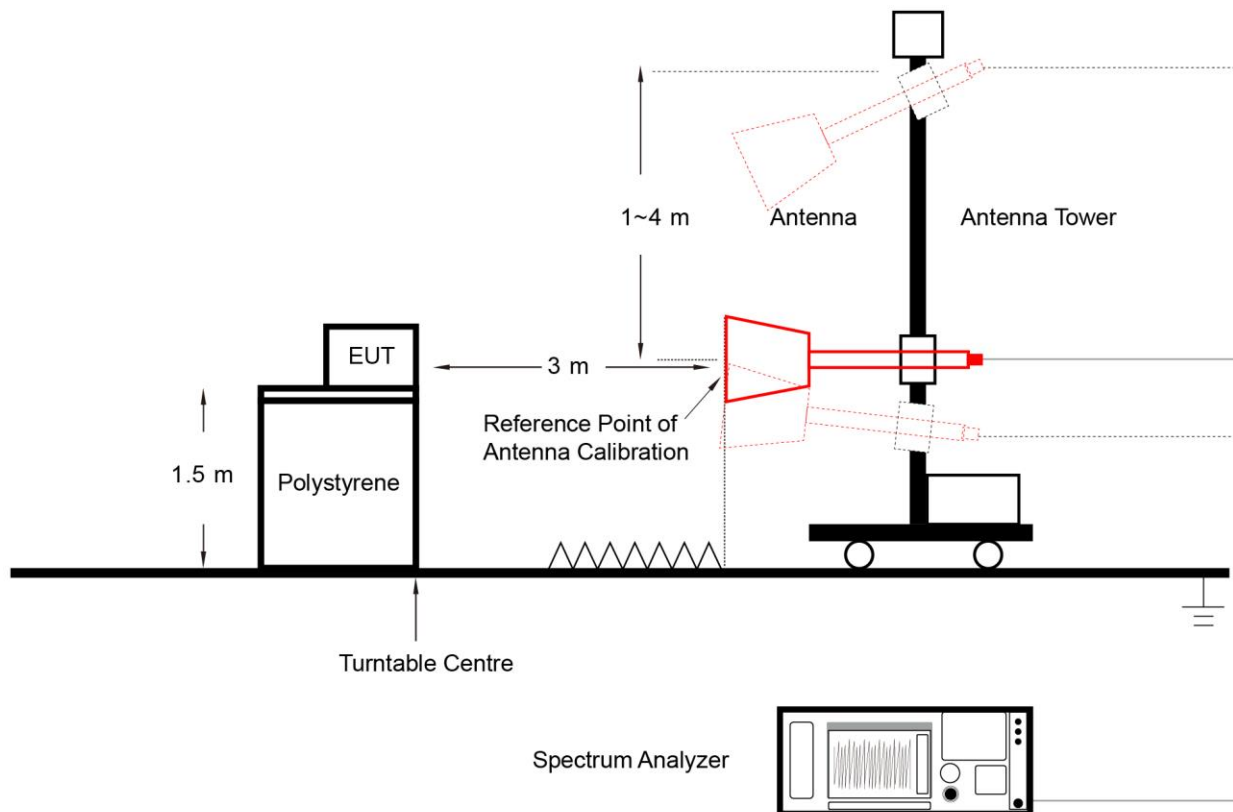 1~4 m
Antenna
Antenna Tower
EUT
3 m
Reference Point of
Antenna Calibration
1.5 m
Polystyrene
Turntable Centre
Spectrum Analyzer